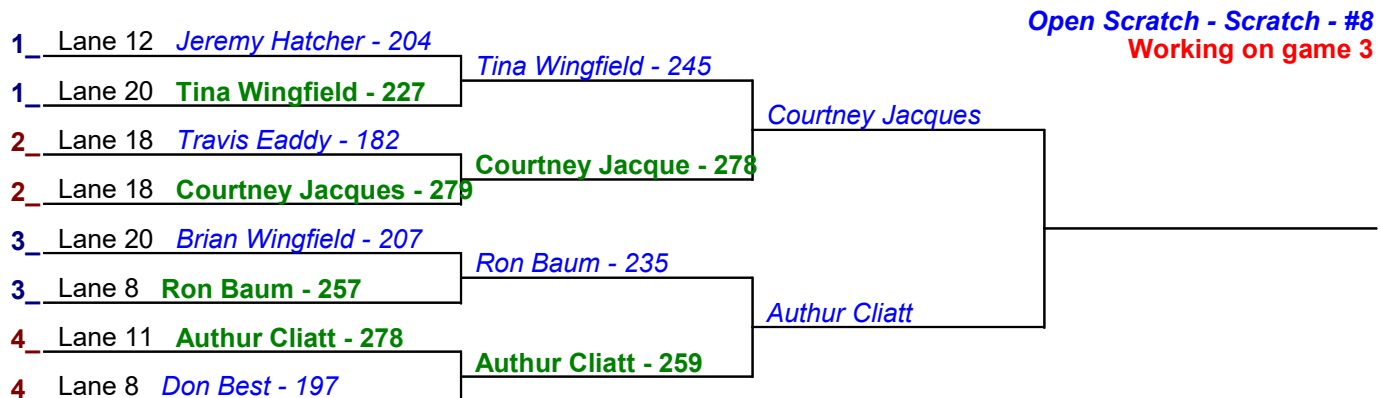 Open Scratch - Scratch - #8
Working on game 3
1_ Lane 12 Jeremy Hatcher - 204
Tina Wingfield - 245
1_ Lane 20 Tina Wingfield - 227
Courtney Jacques
2_ Lane 18 Travis Eaddy - 182
Courtney Jacque - 278
2_ Lane 18 Courtney Jacques - 279
3_ Lane 20 Brian Wingfield - 207
Ron Baum - 235
3_ Lane 8 Ron Baum - 257
Authur Cliatt
4_ Lane 11 Authur Cliatt - 278
Authur Cliatt - 259
4 Lane 8 Don Best - 197